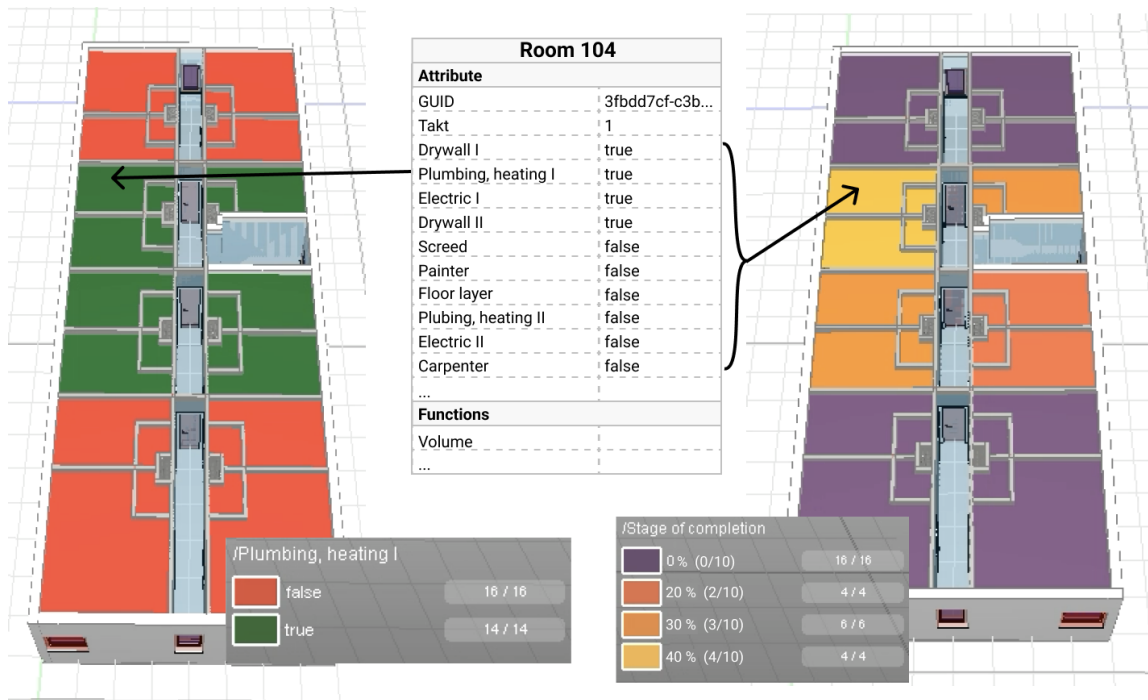 Room 104
Attribute
GUID 3fbdd7cf-c3b...
Takt 1
Drywall I true
Plumbing, heating I true
Electric I true
Drywall II true
Screed false
Painter false
Floor layer false
Plubing, heating II false
Electric II false
Carpenter false
...
Functions
Volume
...
/Plumbing, heating I
false 16 / 16
true 14 / 14
/Stage of completion
0 % (0/10) 16 / 16
20 % (2/10) 4 / 4
30 % (3/10) 6 / 6
40 % (4/10) 4 / 4